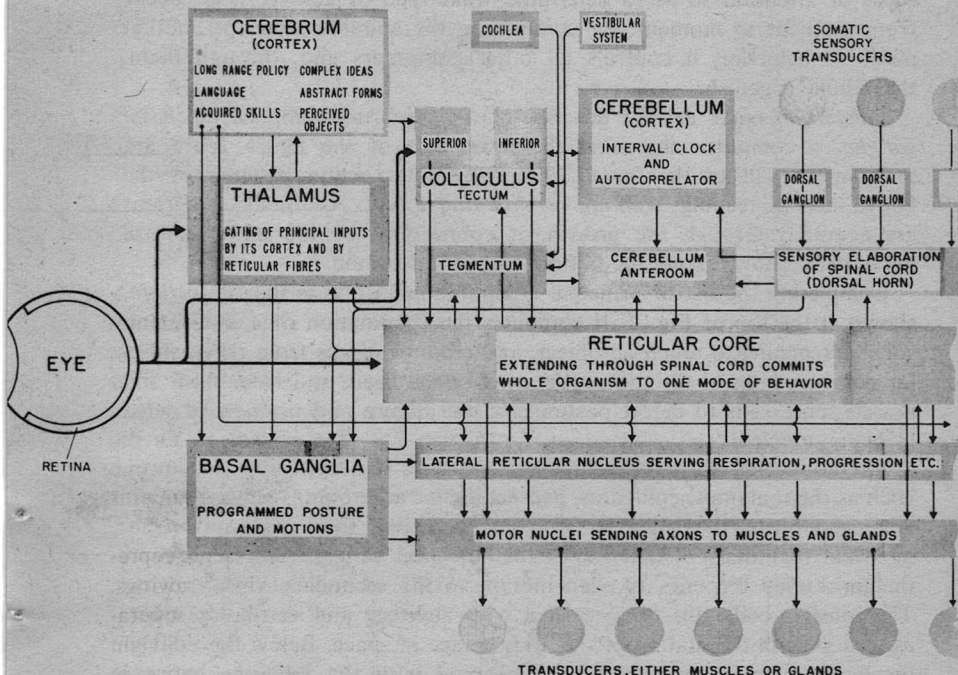 CEREBRUM
(CORTEX)
LONG RANGE POLICY
LANGUAGE
ACQUIRED SKILLS
COMPLEX IDEAS
ABSTRACT FORMS
PERCEIVED
OBJECTS
COCHLEA
VESTIBULAR
SYSTEM
SOMATIC
SENSORY
TRANSDUCERS
SUPERIOR
INFERIOR
COLLICULUS
TECTUM
CEREBELLUM
(CORTEX)
INTERVAL CLOCK
AND
AUTOCORRELATOR
DORSAL
GANGLION
DORSAL
GANGLION
THALAMUS
GATING OF PRINCIPAL INPUTS
BY ITS CORTEX AND BY
RETICULAR FIBRES
TEGMENTUM
CEREBELLUM
ANTEROOM
SENSORY ELABORATION
OF SPINAL CORD
(DORSAL HORN)
EYE
RETINA
RETICULAR CORE
EXTENDING THROUGH SPINAL CORD COMMITS
WHOLE ORGANISM TO ONE MODE OF BEHAVIOR
BASAL GANGLIA
PROGRAMMED POSTURE
AND MOTIONS
LATERAL RETICULAR NUCLEUS SERVING RESPIRATION, PROGRESSION ETC.
MOTOR NUCLEI SENDING AXONS TO MUSCLES AND GLANDS
TRANSDUCERS, EITHER MUSCLES OR GLANDS